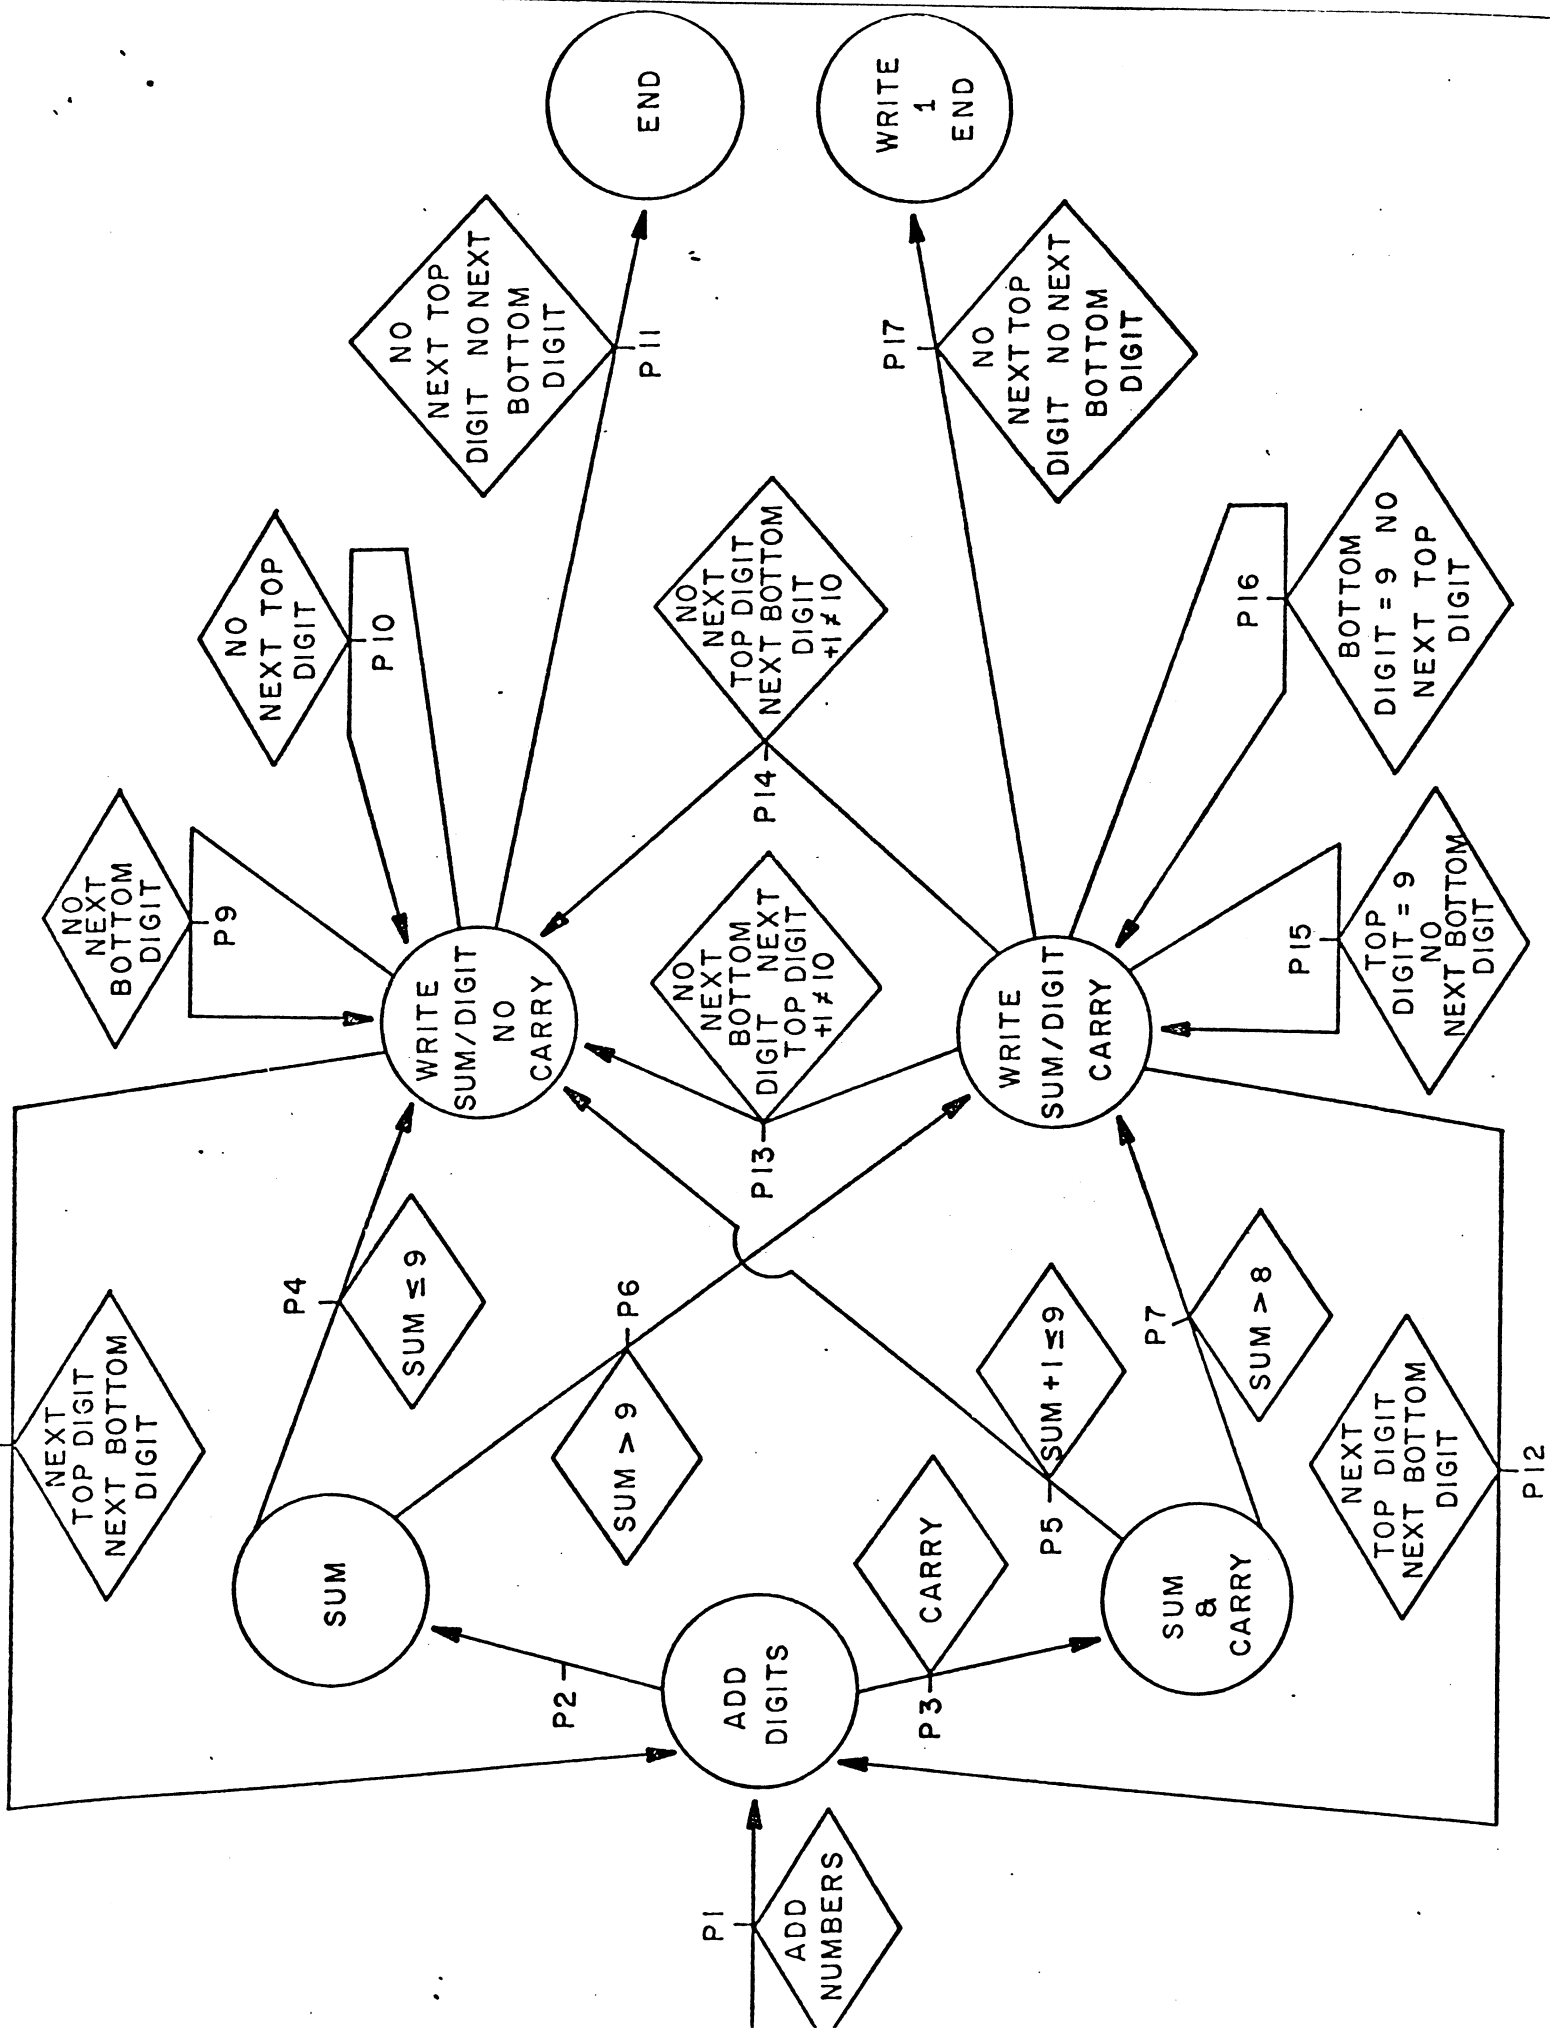 P1
ADD
NUMBERS
ADD
DIGITS
P2
P3
CARRY
SUM
SUM
&
CARRY
NEXT
TOP DIGIT
NEXT BOTTOM
DIGIT
P4
SUM ≤ 9
P6
SUM > 9
P5
SUM + 1 ≤ 9
P7
SUM > 8
NEXT
TOP DIGIT
NEXT BOTTOM
DIGIT
P12
WRITE
SUM/DIGIT
NO
CARRY
WRITE
SUM/DIGIT
CARRY
NO
NEXT
BOTTOM
DIGIT
P9
NO
NEXT TOP
DIGIT
P10
P13
NO
NEXT
BOTTOM
DIGIT NEXT
TOP DIGIT
+1 ≠ 10
P14
NO
NEXT
TOP DIGIT
NEXT BOTTOM
DIGIT
+1 ≠ 10
P15
TOP
DIGIT = 9
NO
NEXT BOTTOM
DIGIT
P16
BOTTOM
DIGIT = 9 NO
NEXT TOP
DIGIT
NO
NEXT TOP
DIGIT NO NEXT
BOTTOM
DIGIT
P11
P17
NO
NEXT TOP
DIGIT NO NEXT
BOTTOM
DIGIT
END
WRITE
1
END